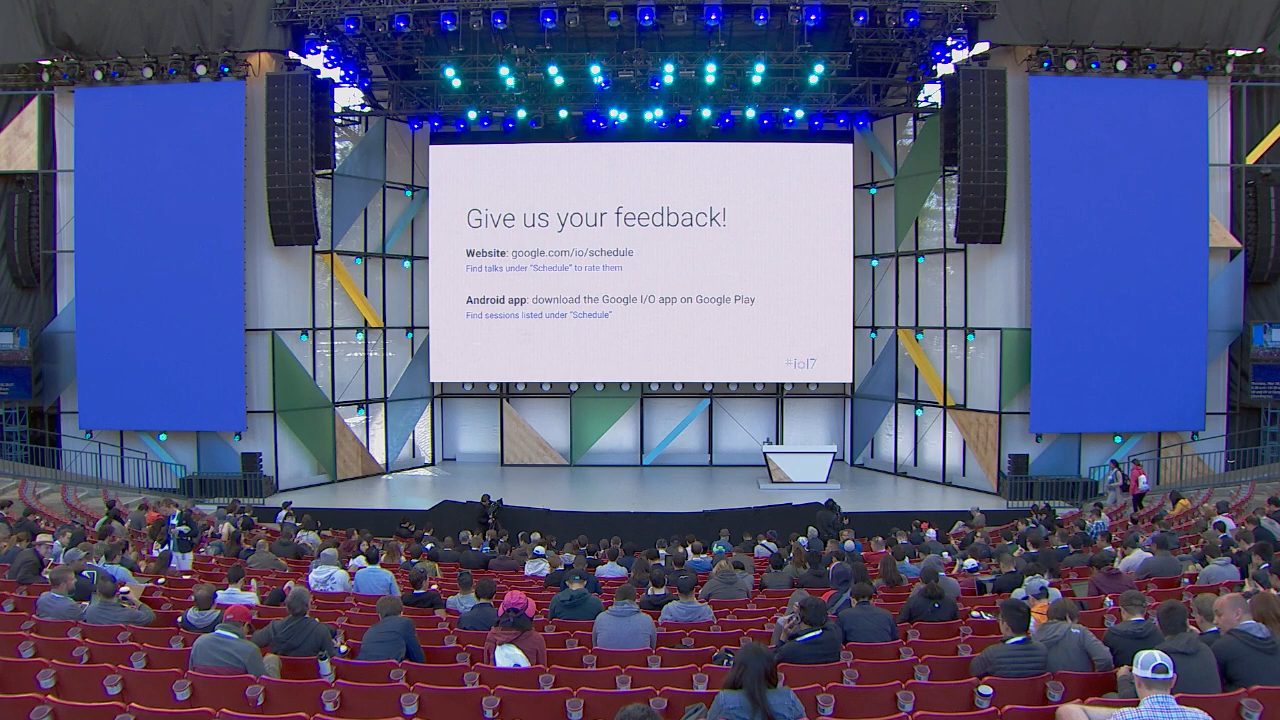 Give us your feedback!
Website: google.com/io/schedule
Find talks under "Schedule" to rate them
Android app: download the Google I/O app on Google Play
Find sessions listed under "Schedule"
#io17